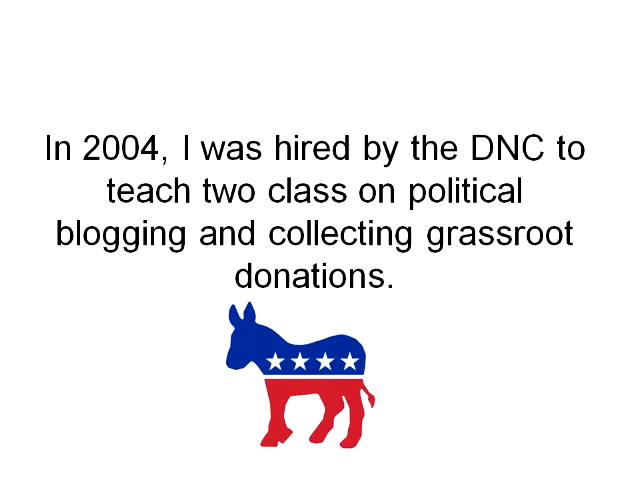 In 2004, I was hired by the DNC to
teach two class on political
blogging and collecting grassroot
donations.